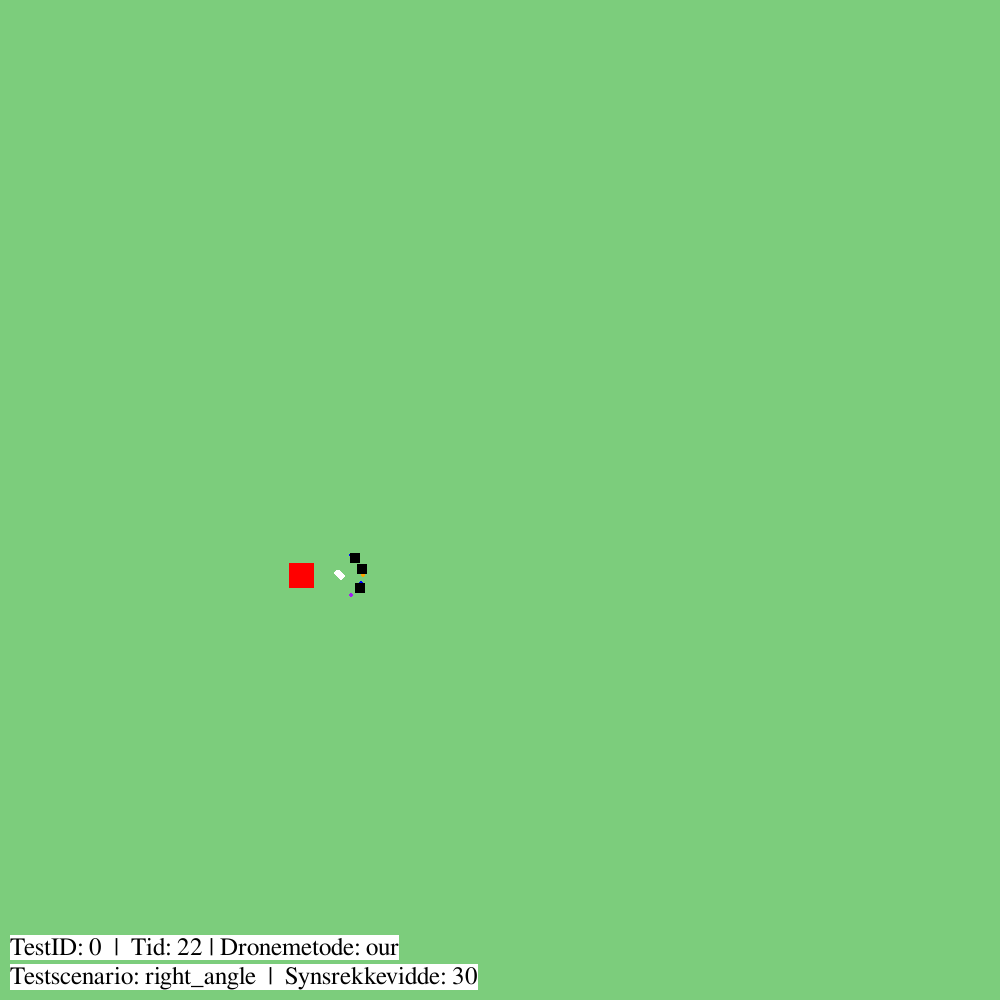 TestID: 0 | Tid: 22 | Dronemetode: our
Testscenario: right_angle | Synsrekkevidde: 30